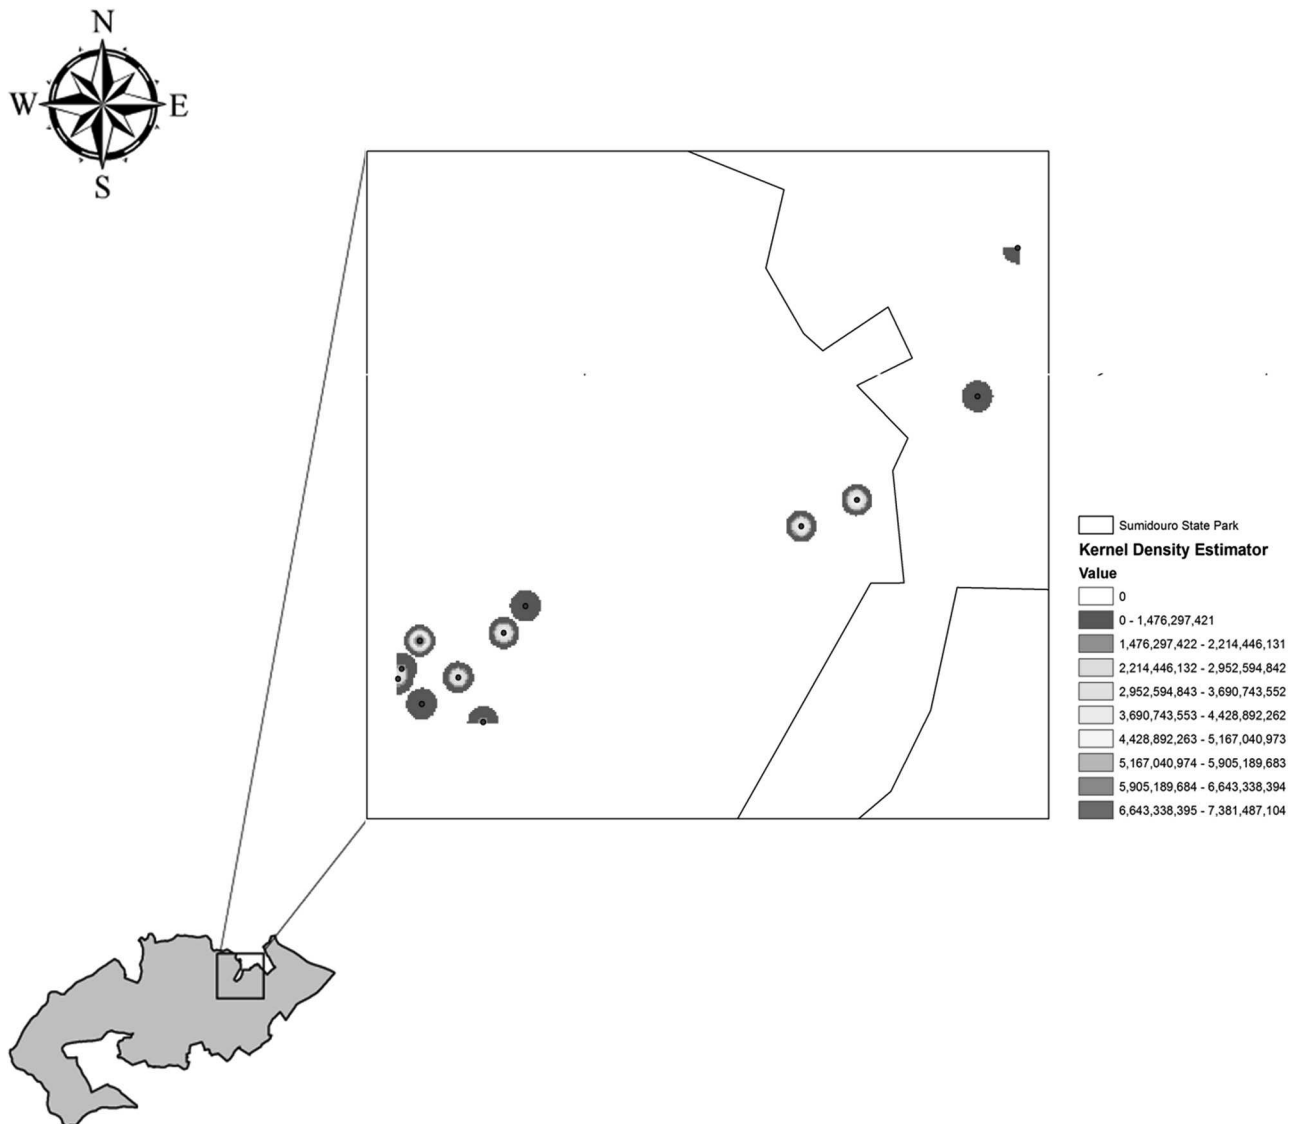 N
W E
S
Sumidouro State Park
Kernel Density Estimator
Value
0
0 - 1,476,297,421
1,476,297,422 - 2,214,446,131
2,214,446,132 - 2,952,594,842
2,952,594,843 - 3,690,743,552
3,690,743,553 - 4,428,892,262
4,428,892,263 - 5,167,040,973
5,167,040,974 - 5,905,189,683
5,905,189,684 - 6,643,338,394
6,643,338,395 - 7,381,487,104